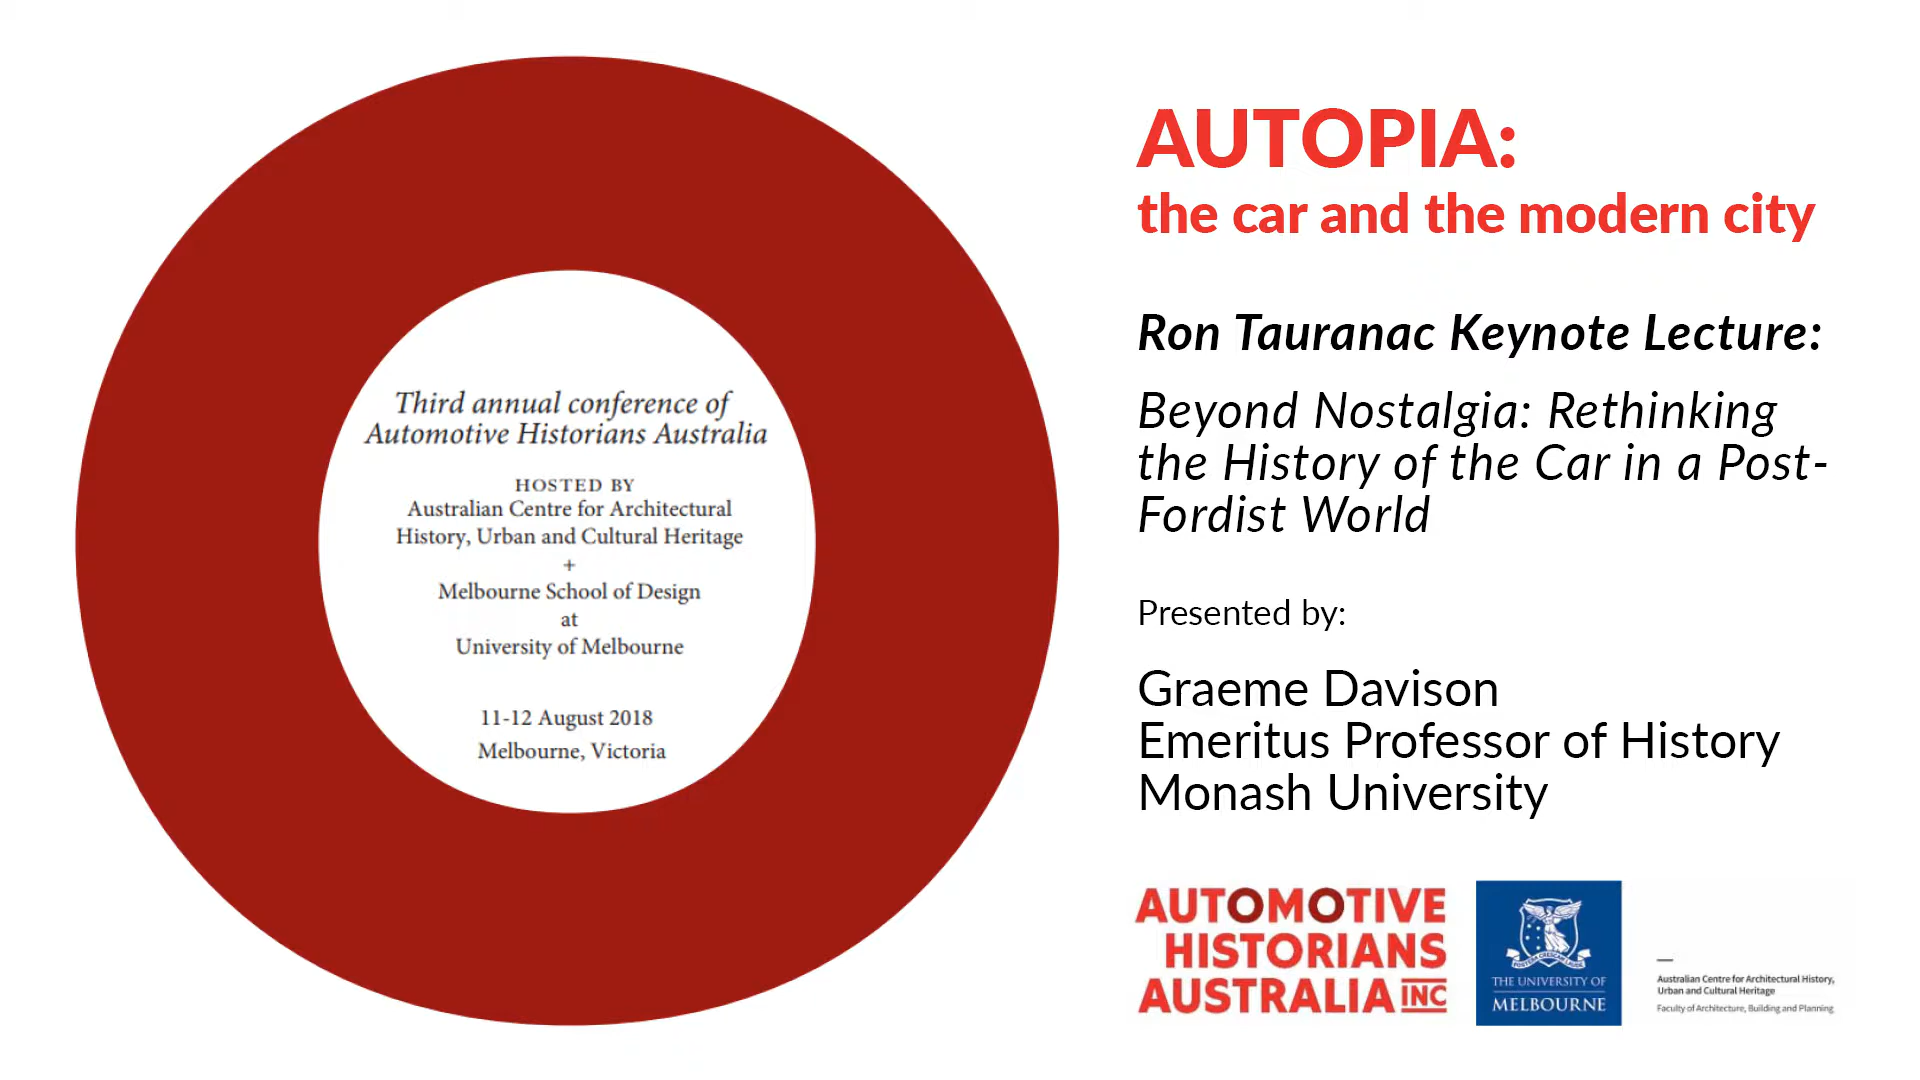 Third annual conference of
Automotive Historians Australia
HOSTED BY
Australian Centre for Architectural
History, Urban and Cultural Heritage
+
Melbourne School of Design
at
University of Melbourne
11-12 August 2018
Melbourne, Victoria
AUTOPIA:
the car and the modern city
Ron Tauranac Keynote Lecture:
Beyond Nostalgia: Rethinking
the History of the Car in a Post-
Fordist World
Presented by:
Graeme Davison
Emeritus Professor of History
Monash University
AUTOMOTIVE
HISTORIANS
AUSTRALIA INC
THE UNIVERSITY OF
MELBOURNE
Australian Centre for Architectural History,
Urban and Cultural Heritage
Faculty of Architecture, Building and Planning